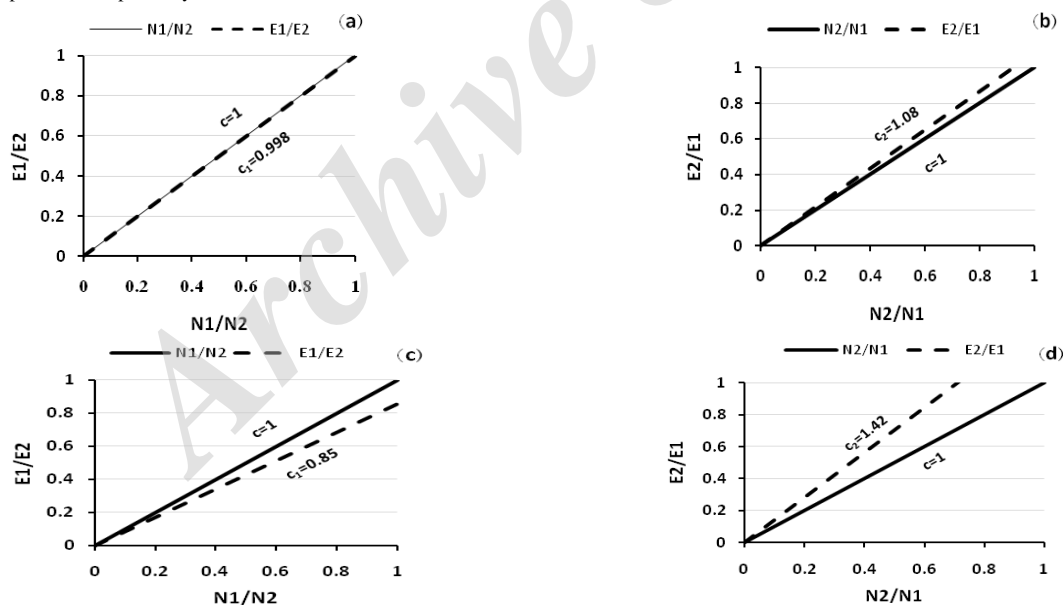 (a)
N1/N2 E1/E2
1
0.8
0.6
0.4
0.2
0
E1/E2
c=1
c₁=0.998
0 0.2 0.4 0.6 0.8 1
N1/N2
(b)
N2/N1 E2/E1
1
0.8
0.6
0.4
0.2
0
E2/E1
c₂=1.08
c=1
0 0.2 0.4 0.6 0.8 1
N2/N1
N1/N2 E1/E2 (c)
1
0.8
0.6
0.4
0.2
0
E1/E2
c=1
c₁=0.85
0 0.2 0.4 0.6 0.8 1
N1/N2
N2/N1 E2/E1 (d)
1
0.8
0.6
0.4
0.2
0
E2/E1
c₂=1.42
c=1
0 0.2 0.4 0.6 0.8 1
N2/N1
Archive